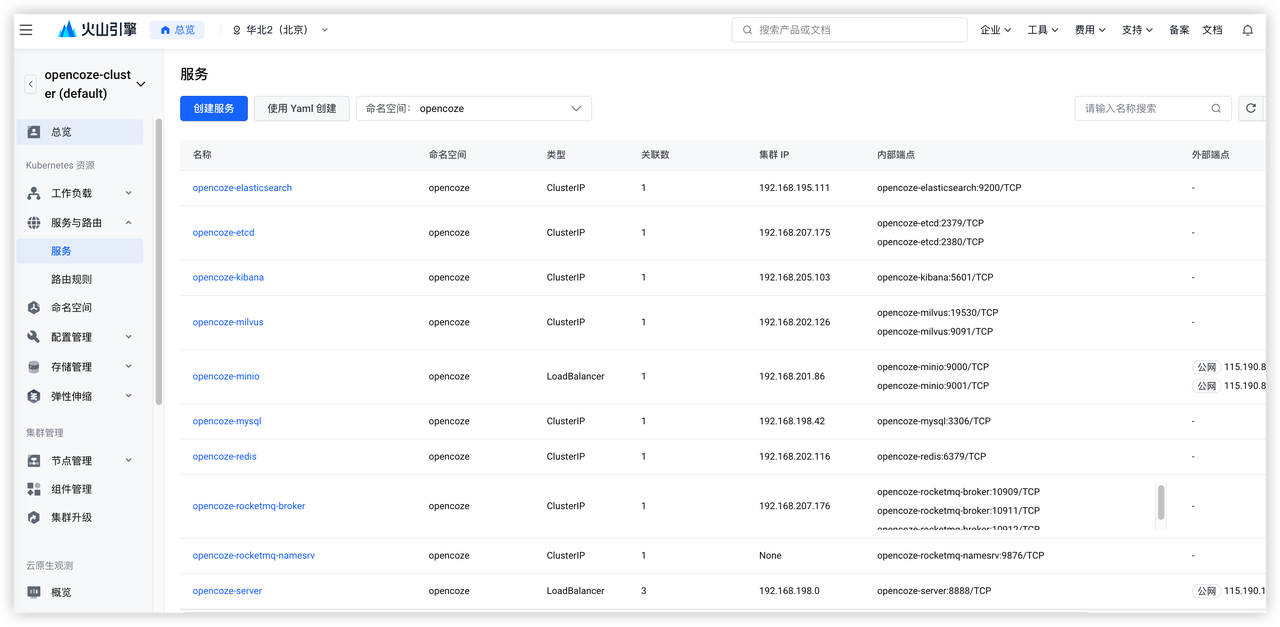 火山引擎 总览 华北2（北京） 搜索产品或文档 企业 工具 费用 支持 备案 文档
opencoze-clust
er (default)
总览
Kubernetes 资源
工作负载
服务与路由
服务
路由规则
命名空间
配置管理
存储管理
弹性伸缩
集群管理
节点管理
组件管理
集群升级
云原生观测
概览
服务
创建服务 使用 Yaml 创建 命名空间： opencoze 请输入名称搜索
名称 命名空间 类型 关联数 集群 IP 内部端点 外部端点
opencoze-elasticsearch opencoze ClusterIP 1 192.168.195.111 opencoze-elasticsearch:9200/TCP -
opencoze-etcd opencoze ClusterIP 1 192.168.207.175 opencoze-etcd:2379/TCP -
opencoze-etcd:2380/TCP
opencoze-kibana opencoze ClusterIP 1 192.168.205.103 opencoze-kibana:5601/TCP -
opencoze-milvus opencoze ClusterIP 1 192.168.202.126 opencoze-milvus:19530/TCP -
opencoze-milvus:9091/TCP
opencoze-minio opencoze LoadBalancer 1 192.168.201.86 opencoze-minio:9000/TCP 公网 115.190.8
opencoze-minio:9001/TCP 公网 115.190.8
opencoze-mysql opencoze ClusterIP 1 192.168.198.42 opencoze-mysql:3306/TCP -
opencoze-redis opencoze ClusterIP 1 192.168.202.116 opencoze-redis:6379/TCP -
opencoze-rocketmq-broker opencoze ClusterIP 1 192.168.207.176 opencoze-rocketmq-broker:10909/TCP -
opencoze-rocketmq-broker:10911/TCP
opencoze-rocketmq-broker:10912/TCP
opencoze-rocketmq-namesrv opencoze ClusterIP 1 None opencoze-rocketmq-namesrv:9876/TCP -
opencoze-server opencoze LoadBalancer 3 192.168.198.0 opencoze-server:8888/TCP 公网 115.190.1